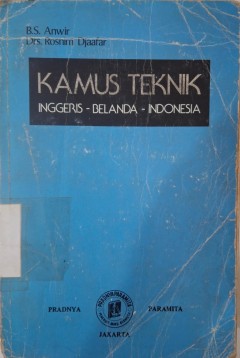 B.S. Anwir
Drs. Rosnim Djaafar
KAMUS TEKNIK
INGGERIS - BELANDA - INDONESIA
PRADNYA PARAMITA
JAKARTA